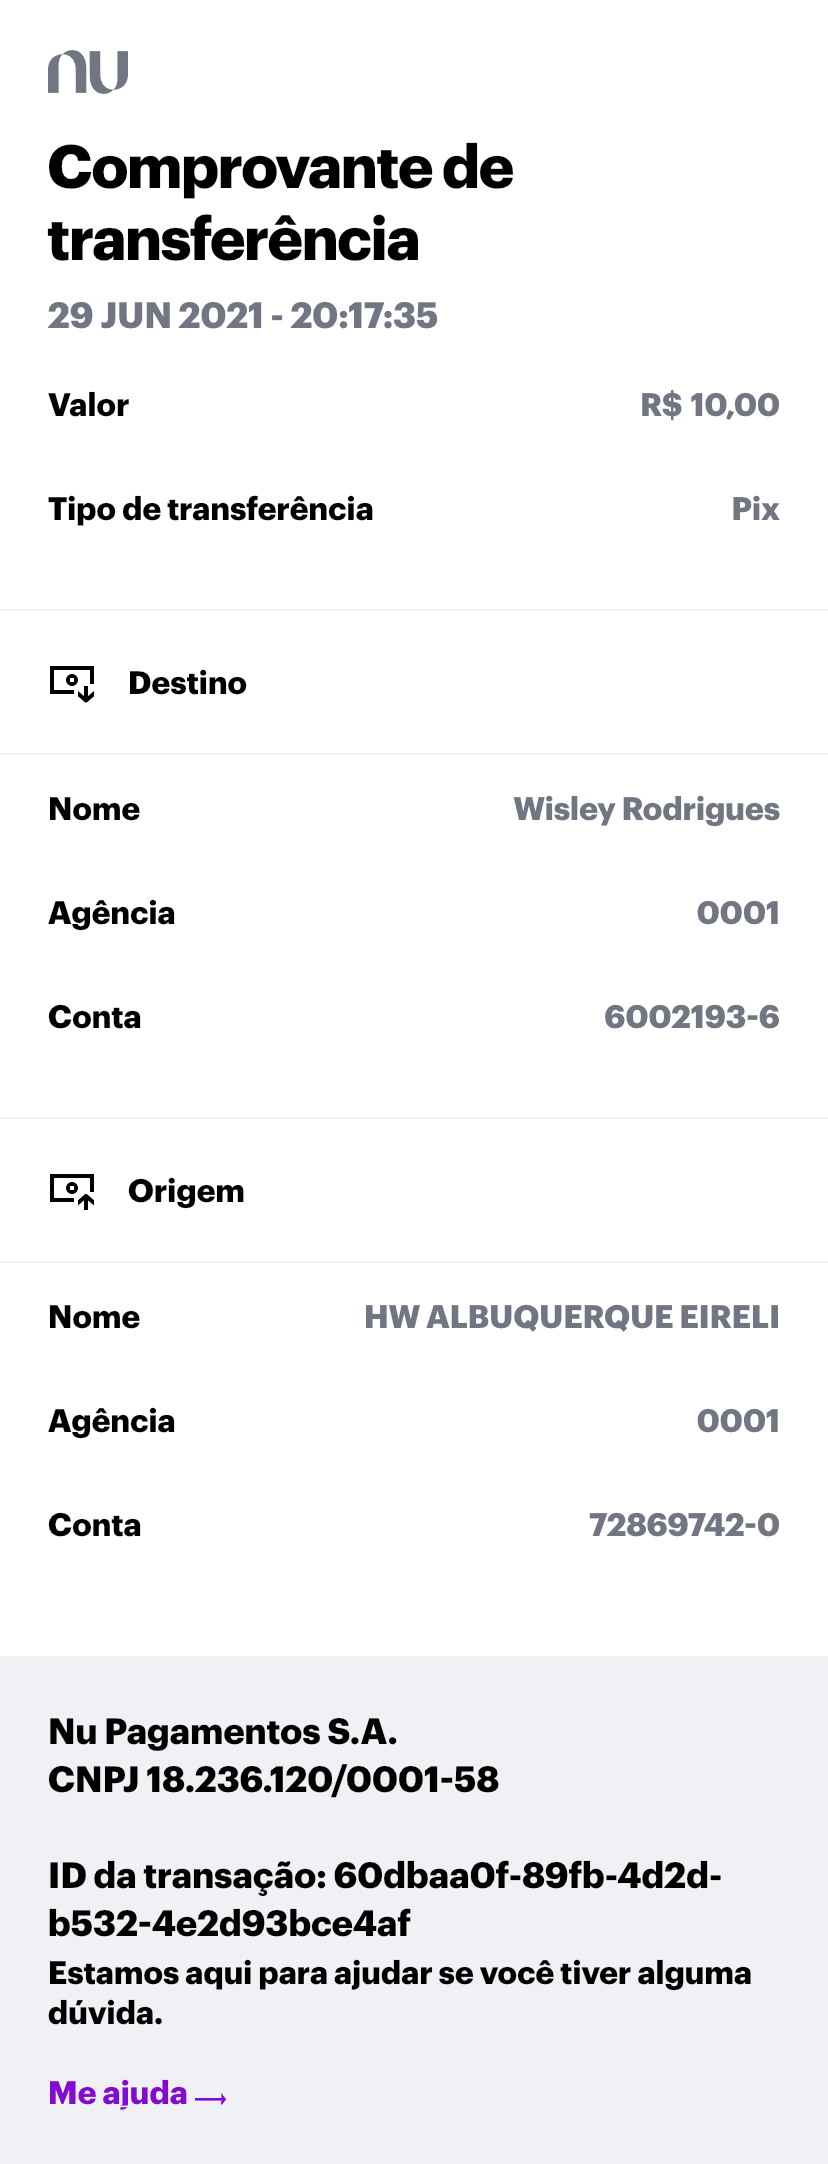 nu
Comprovante de
transferência
29 JUN 2021 - 20:17:35
Valor R$ 10,00
Tipo de transferência Pix
Destino
Nome Wisley Rodrigues
Agência 0001
Conta 6002193-6
Origem
Nome HW ALBUQUERQUE EIRELI
Agência 0001
Conta 72869742-0
Nu Pagamentos S.A.
CNPJ 18.236.120/0001-58
ID da transação: 60dbaa0f-89fb-4d2d-
b532-4e2d93bce4af
Estamos aqui para ajudar se você tiver alguma
dúvida.
Me ajuda →